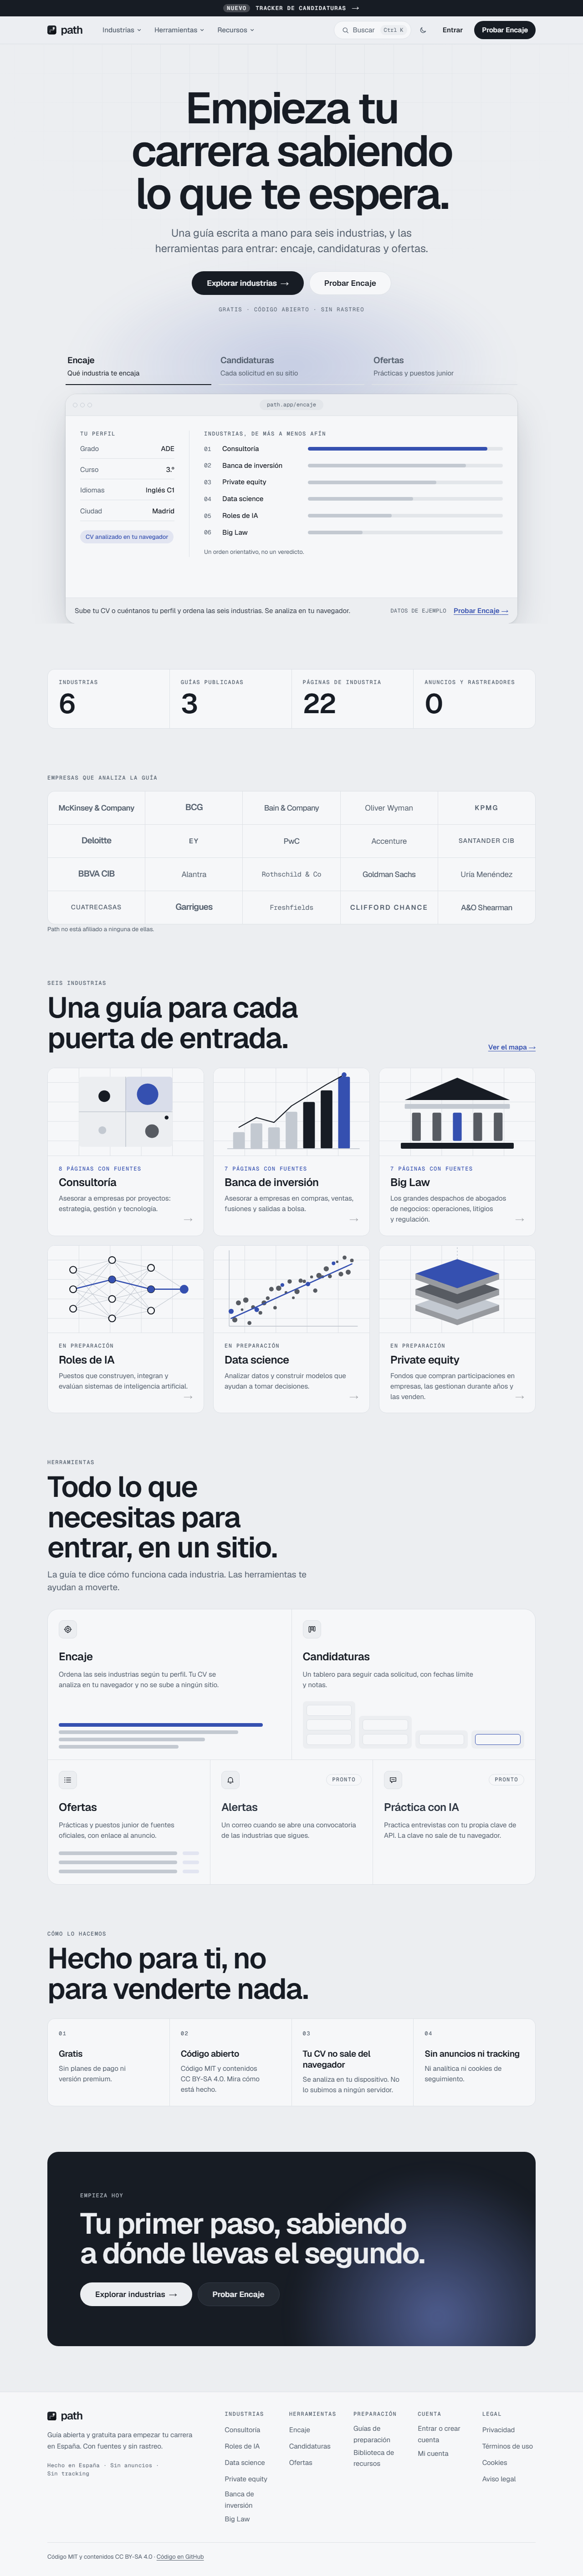 NUEVO TRACKER DE CANDIDATURAS →
path Industrias Herramientas Recursos Buscar Ctrl K Entrar Probar Encaje
Empieza tu
carrera sabiendo
lo que te espera.
Una guía escrita a mano para seis industrias, y las
herramientas para entrar: encaje, candidaturas y ofertas.
Explorar industrias → Probar Encaje
GRATIS · CÓDIGO ABIERTO · SIN RASTREO
Encaje
Qué industria te encaja
Candidaturas
Cada solicitud en su sitio
Ofertas
Prácticas y puestos junior
path.app/encaje
TU PERFIL
Grado ADE
Curso 3.º
Idiomas Inglés C1
Ciudad Madrid
CV analizado en tu navegador
INDUSTRIAS, DE MÁS A MENOS AFÍN
01 Consultoría
02 Banca de inversión
03 Private equity
04 Data science
05 Roles de IA
06 Big Law
Un orden orientativo, no un veredicto.
Sube tu CV o cuéntanos tu perfil y ordena las seis industrias. Se analiza en tu navegador. DATOS DE EJEMPLO Probar Encaje →
INDUSTRIAS
6
GUÍAS PUBLICADAS
3
PÁGINAS DE INDUSTRIA
22
ANUNCIOS Y RASTREADORES
0
EMPRESAS QUE ANALIZA LA GUÍA
McKinsey & Company BCG Bain & Company Oliver Wyman KPMG
Deloitte EY PwC Accenture SANTANDER CIB
BBVA CIB Alantra Rothschild & Co Goldman Sachs Uría Menéndez
CUATRECASAS Garrigues Freshfields CLIFFORD CHANCE A&O Shearman
Path no está afiliado a ninguna de ellas.
SEIS INDUSTRIAS
Una guía para cada
puerta de entrada.
Ver el mapa →
8 PÁGINAS CON FUENTES
Consultoría
Asesorar a empresas por proyectos:
estrategia, gestión y tecnología.
→
7 PÁGINAS CON FUENTES
Banca de inversión
Asesorar a empresas en compras, ventas,
fusiones y salidas a bolsa.
→
7 PÁGINAS CON FUENTES
Big Law
Los grandes despachos de abogados
de negocios: operaciones, litigios
y regulación.
→
EN PREPARACIÓN
Roles de IA
Puestos que construyen, integran y
evalúan sistemas de inteligencia artificial.
→
EN PREPARACIÓN
Data science
Analizar datos y construir modelos que
ayudan a tomar decisiones.
→
EN PREPARACIÓN
Private equity
Fondos que compran participaciones en
empresas, las gestionan durante años y
las venden.
→
HERRAMIENTAS
Todo lo que
necesitas para
entrar, en un sitio.
La guía te dice cómo funciona cada industria. Las herramientas te
ayudan a moverte.
Encaje
Ordena las seis industrias según tu perfil. Tu CV se
analiza en tu navegador y no se sube a ningún sitio.
Candidaturas
Un tablero para seguir cada solicitud, con fechas límite
y notas.
Ofertas
Prácticas y puestos junior de fuentes
oficiales, con enlace al anuncio.
PRONTO
Alertas
Un correo cuando se abre una convocatoria
de las industrias que sigues.
PRONTO
Práctica con IA
Practica entrevistas con tu propia clave de
API. La clave no sale de tu navegador.
CÓMO LO HACEMOS
Hecho para ti, no
para venderte nada.
01
Gratis
Sin planes de pago ni
versión premium.
02
Código abierto
Código MIT y contenidos
CC BY-SA 4.0. Mira cómo
está hecho.
03
Tu CV no sale del
navegador
Se analiza en tu dispositivo. No
lo subimos a ningún servidor.
04
Sin anuncios ni tracking
Ni analítica ni cookies de
seguimiento.
EMPIEZA HOY
Tu primer paso, sabiendo
a dónde llevas el segundo.
Explorar industrias → Probar Encaje
path
Guía abierta y gratuita para empezar tu carrera
en España. Con fuentes y sin rastreo.
Hecho en España · Sin anuncios ·
Sin tracking
INDUSTRIAS
Consultoría
Roles de IA
Data science
Private equity
Banca de
inversión
Big Law
HERRAMIENTAS
Encaje
Candidaturas
Ofertas
PREPARACIÓN
Guías de
preparación
Biblioteca de
recursos
CUENTA
Entrar o crear
cuenta
Mi cuenta
LEGAL
Privacidad
Términos de uso
Cookies
Aviso legal
Código MIT y contenidos CC BY-SA 4.0 · Código en GitHub